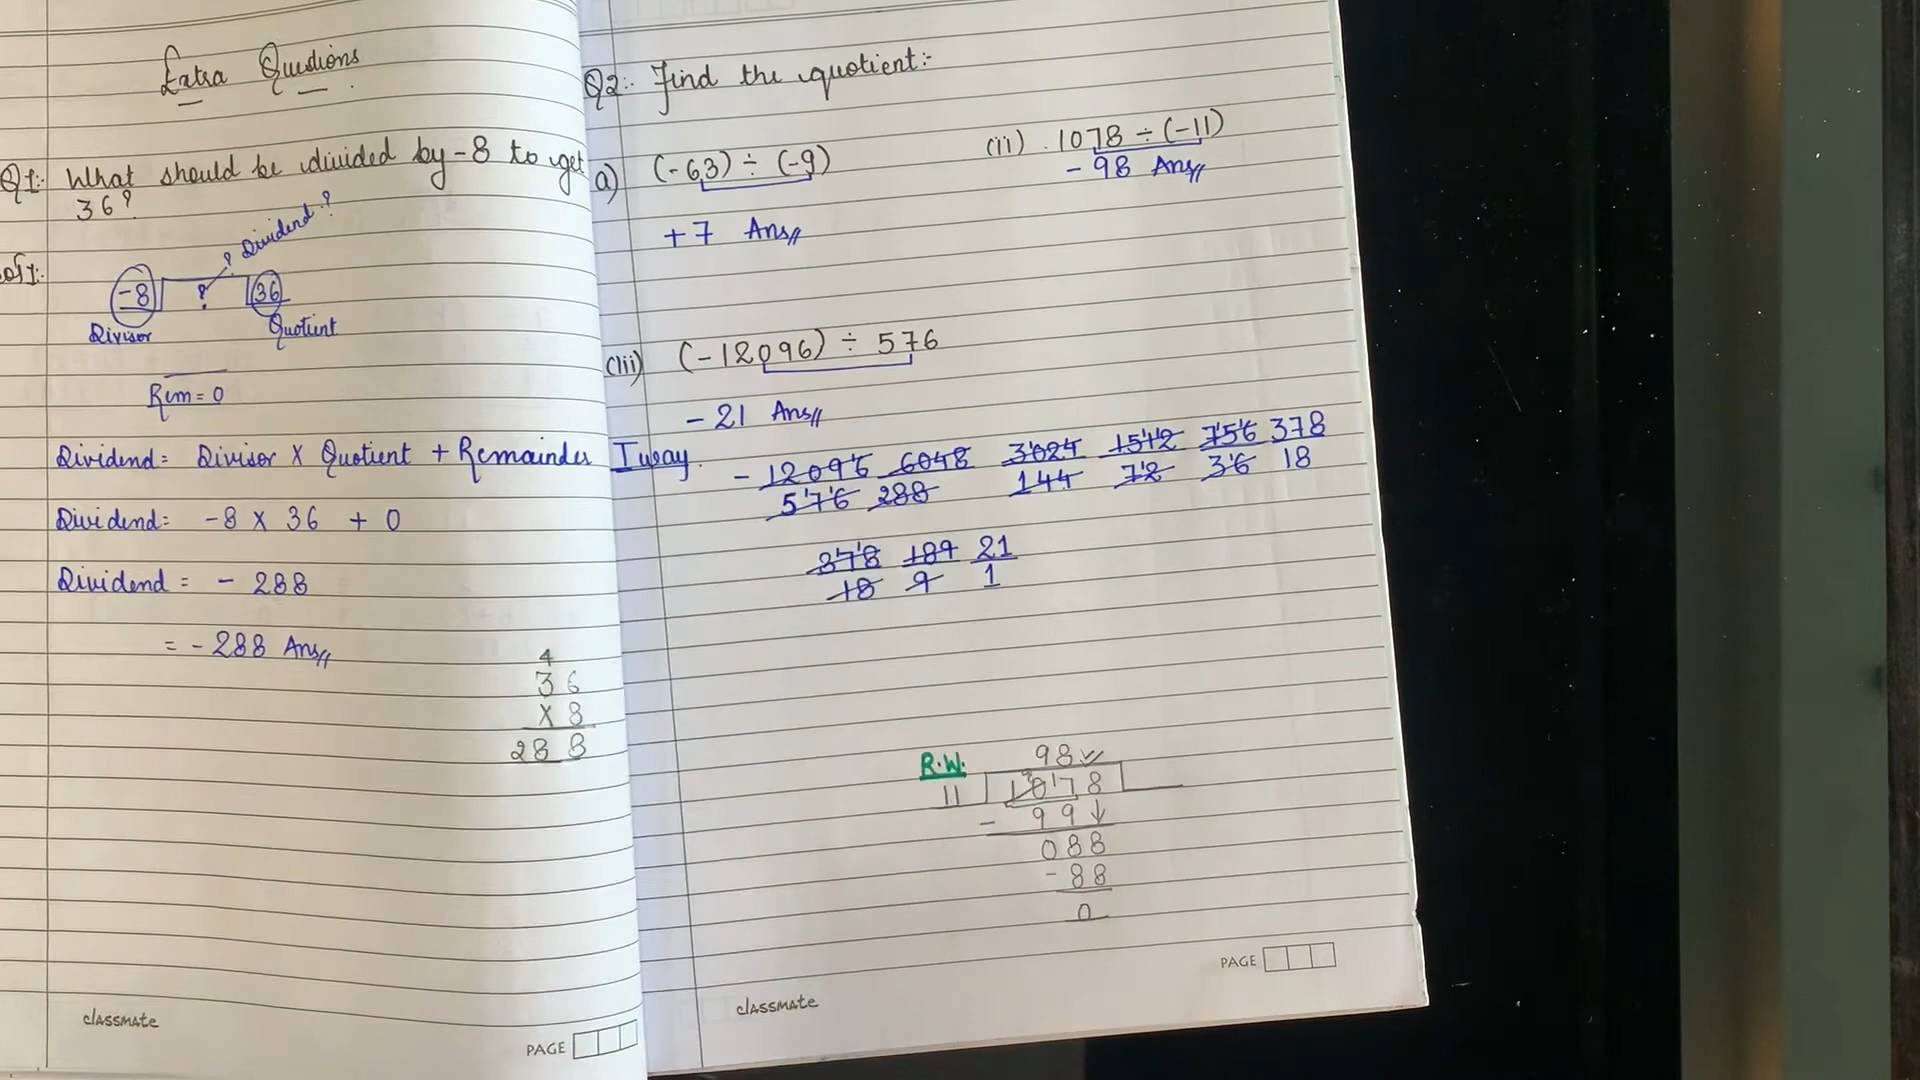 Extra Questions
Q1:- What should be divided by -8 to get
36?
Sol:
? Dividend ?
-8 ? 36
Divisor
Quotient
Rem = 0
Dividend = Divisor X Quotient + Remainder
Dividend = -8 X 36 + 0
Dividend = - 288
= - 288 Ans//
4
36
X 8
288
classmate
PAGE
Q2:- Find the quotient:-
a) (-63) ÷ (-9)
+7 Ans//
(ii) . 1078 ÷ (-11)
- 98 Ans//
(iii) (-12096) ÷ 576
- 21 Ans//
I way.
- 12096 6048 3024 1512 756 378
576 288 144 72 36 18
378 189 21
18 9 1
R.W.
98
11 1078
- 99
088
- 88
0
PAGE
classmate